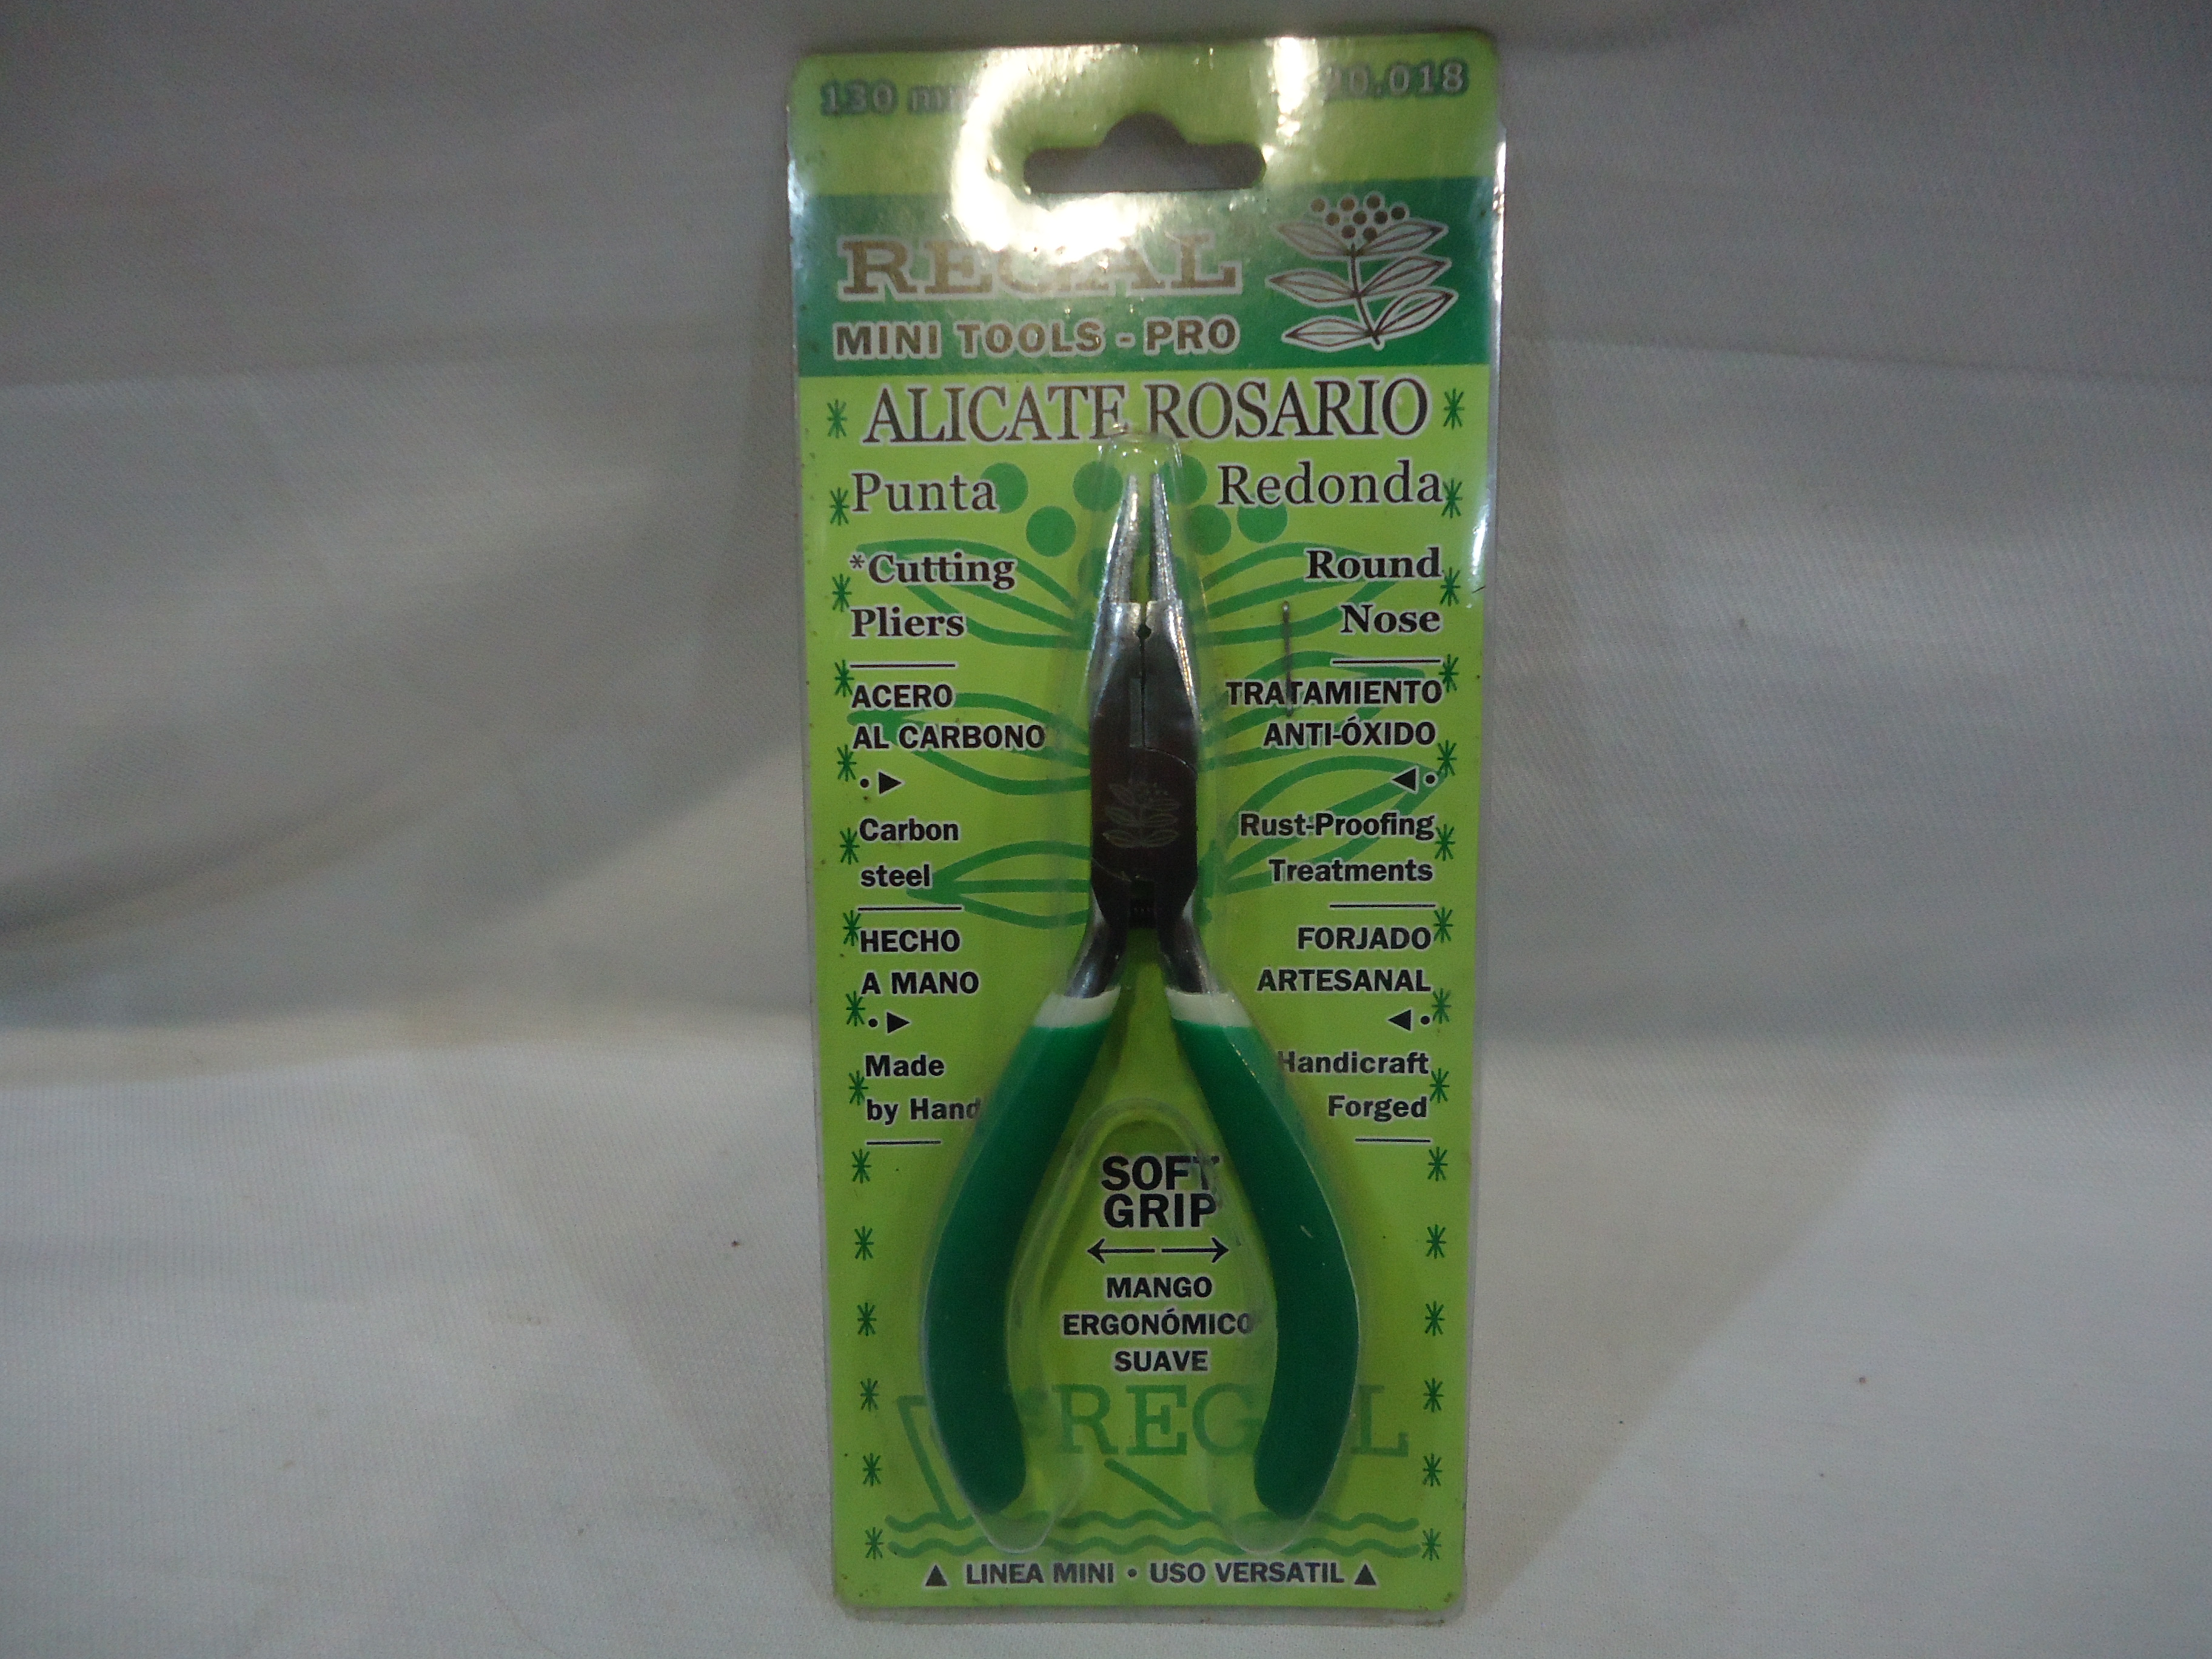 130 mm
20.018
REGAL
MINI TOOLS - PRO
ALICATE ROSARIO
Punta Redonda
*Cutting Round
Pliers Nose
ACERO
AL CARBONO
Carbon
steel
TRATAMIENTO
ANTI-ÓXIDO
Rust-Proofing
Treatments
HECHO
A MANO
Made
by Hand
FORJADO
ARTESANAL
Handicraft
Forged
SOFT
GRIP
MANGO
ERGONÓMICO
SUAVE
REGAL
▲ LINEA MINI • USO VERSATIL ▲